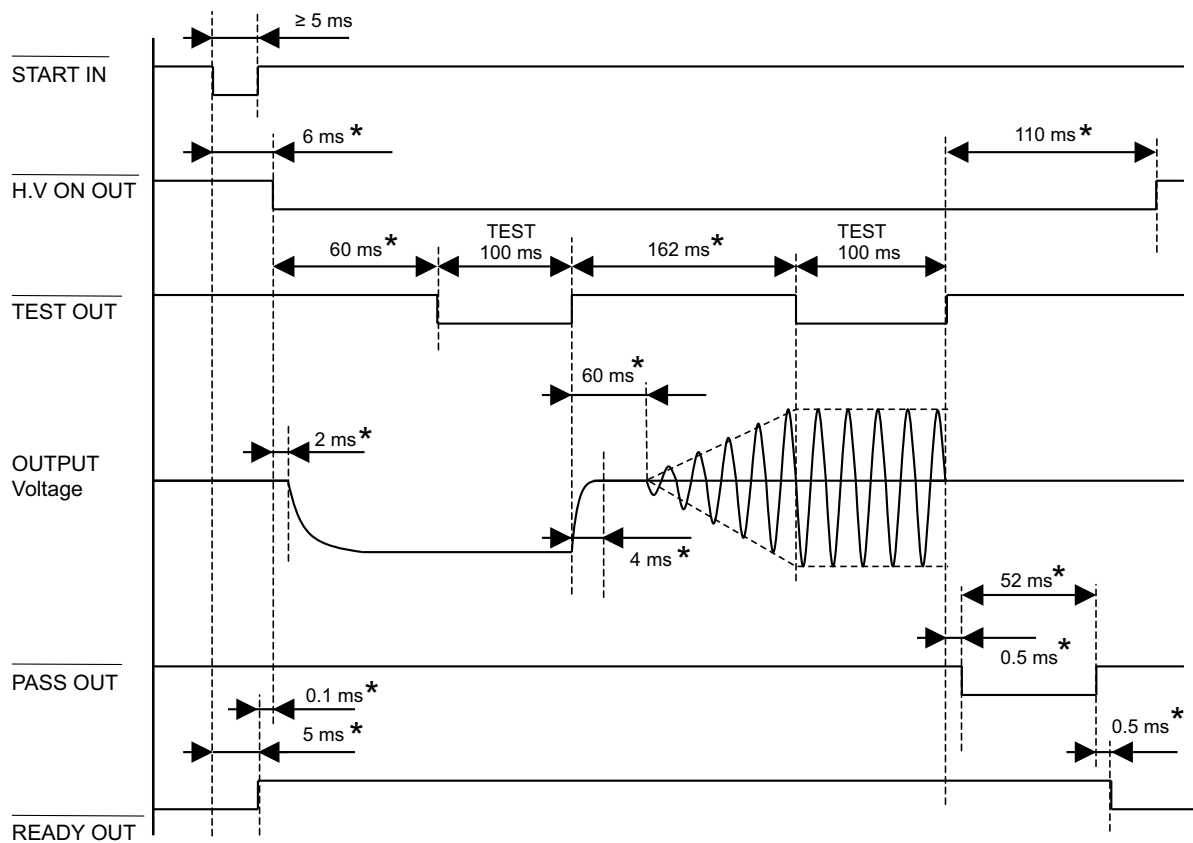 ≥ 5 ms
START IN
6 ms*
110 ms*
H.V ON OUT
60 ms*
TEST
100 ms
162 ms*
TEST
100 ms
TEST OUT
60 ms*
2 ms*
OUTPUT
Voltage
4 ms*
52 ms*
0.5 ms*
PASS OUT
0.1 ms*
5 ms*
0.5 ms*
READY OUT